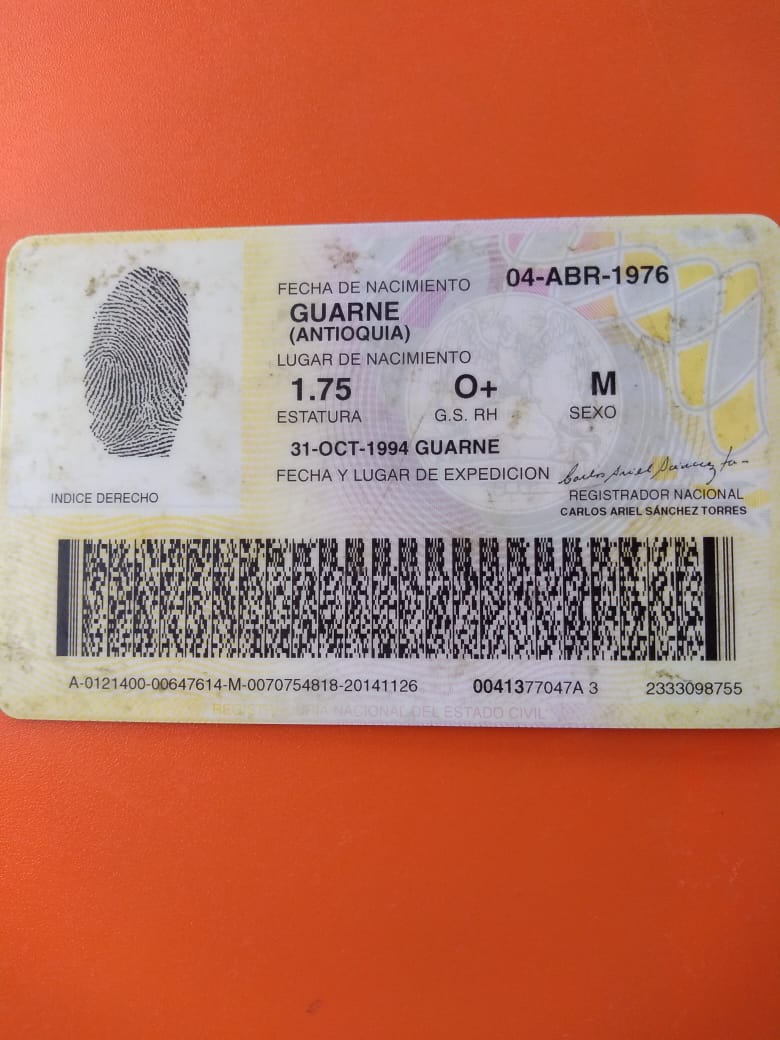 FECHA DE NACIMIENTO 04-ABR-1976
GUARNE
(ANTIOQUIA)
LUGAR DE NACIMIENTO
1.75 O+ M
ESTATURA G.S. RH SEXO
31-OCT-1994 GUARNE
FECHA Y LUGAR DE EXPEDICION
INDICE DERECHO
REGISTRADOR NACIONAL
CARLOS ARIEL SÁNCHEZ TORRES
A-0121400-00647614-M-0070754818-20141126 0041377047A 3 2333098755
NACIONAL DEL ESTADO CIVIL